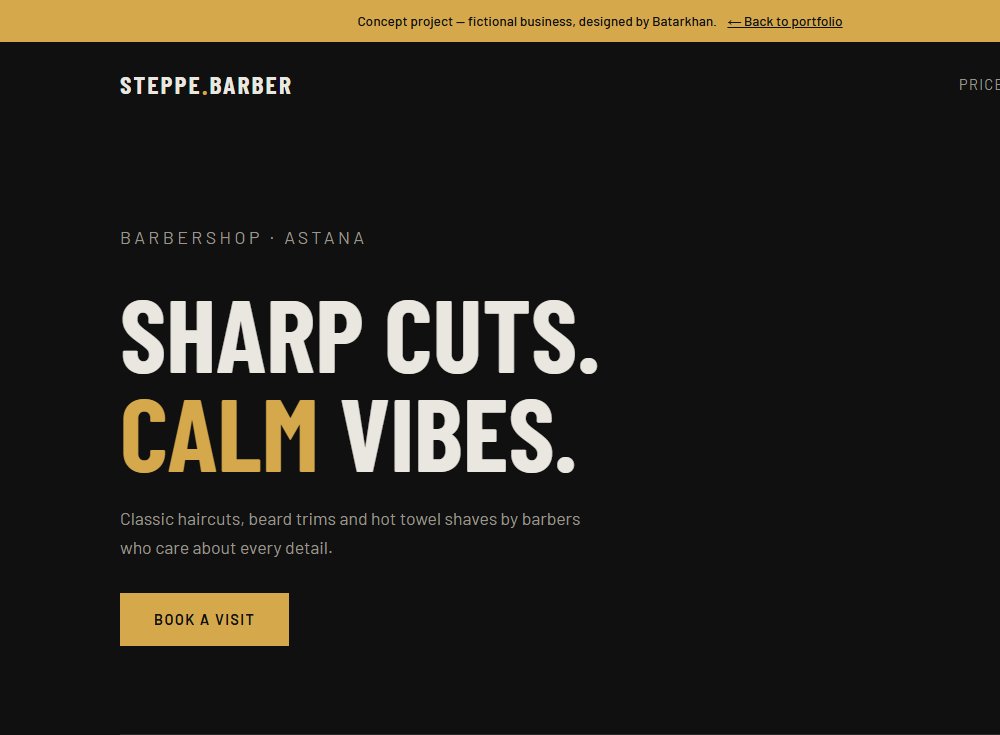 Concept project — fictional business, designed by Batarkhan. ← Back to portfolio
STEPPE.BARBER
BARBERSHOP · ASTANA
SHARP CUTS.
CALM VIBES.
Classic haircuts, beard trims and hot towel shaves by barbers
who care about every detail.
BOOK A VISIT